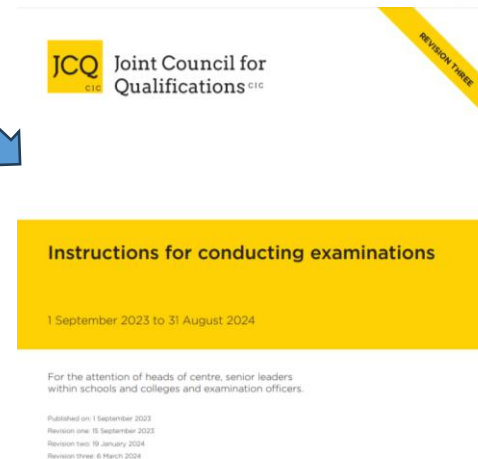 REVISION THREE
JCQ
CIC
Joint Council for
Qualifications CIC
Instructions for conducting examinations
1 September 2023 to 31 August 2024
For the attention of heads of centre, senior leaders
within schools and colleges and examination officers.
Published on: 1 September 2023
Revision one: 15 September 2023
Revision two: 19 January 2024
Revision three: 6 March 2024